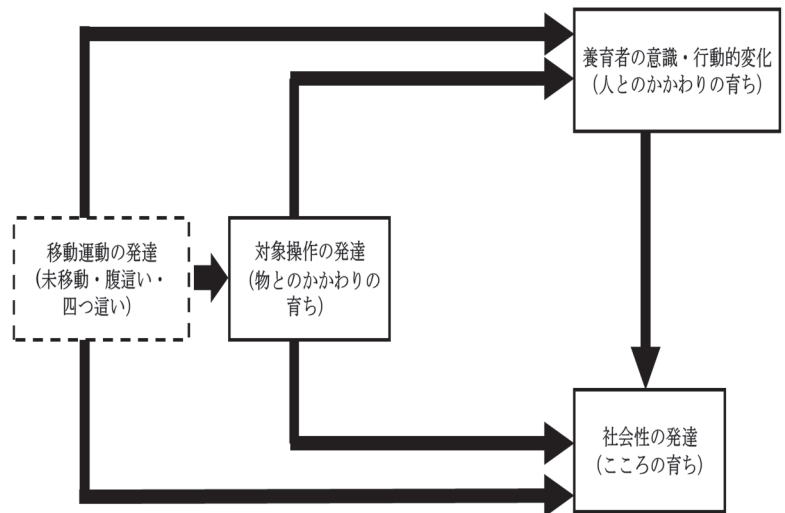 養育者の意識・行動的変化
(人とのかかわりの育ち)
移動運動の発達
(未移動・腹這い・
四つ這い)
対象操作の発達
(物とのかかわりの
育ち)
社会性の発達
(こころの育ち)